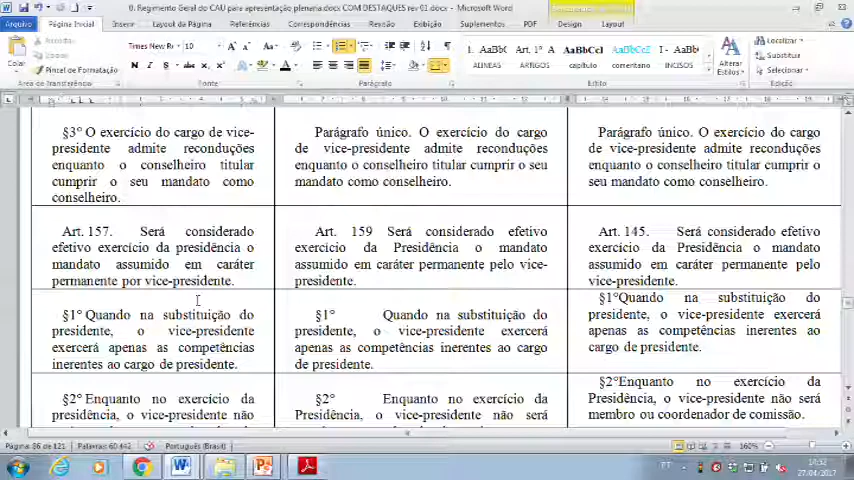 0. Regimento Geral do CAU para apresentação plenaria.docx COM DESTAQUES rev 01.docx - Microsoft Word
Arquivo Página Inicial Inserir Layout da Página Referências Correspondências Revisão Exibição Suplementos PDF Design Layout
Colar
Pincel de Formatação
Times New Ro 10
N I S
AaBbC Art. 1° A AaBbCcI AaBbCc I - AaBb
ALINEAS ARTIGOS capítulo comentario INCISOS
Alterar Estilos
Localizar
Substituir
Selecionar
Área de Transferência Fonte Parágrafo Estilo Edição
§3° O exercício do cargo de vice-
presidente admite reconduções
enquanto o conselheiro titular
cumprir o seu mandato como
conselheiro.
Parágrafo único. O exercício do cargo
de vice-presidente admite reconduções
enquanto o conselheiro titular cumprir o seu
mandato como conselheiro.
Parágrafo único. O exercício do cargo
de vice-presidente admite reconduções
enquanto o conselheiro titular cumprir o
seu mandato como conselheiro.
Art. 157. Será considerado
efetivo exercício da presidência o
mandato assumido em caráter
permanente por vice-presidente.
Art. 159 Será considerado efetivo
exercício da Presidência o mandato
assumido em caráter permanente pelo vice-
presidente.
Art. 145. Será considerado efetivo
exercício da Presidência o mandato
assumido em caráter permanente pelo
vice-presidente.
§1° Quando na substituição do
presidente, o vice-presidente
exercerá apenas as competências
inerentes ao cargo de presidente.
§1° Quando na substituição do
presidente, o vice-presidente exercerá
apenas as competências inerentes ao cargo
de presidente.
§1°Quando na substituição do
presidente, o vice-presidente exercerá
apenas as competências inerentes ao
cargo de presidente.
§2° Enquanto no exercício da
presidência, o vice-presidente não
§2° Enquanto no exercício da
Presidência, o vice-presidente não será
§2°Enquanto no exercício da
Presidência, o vice-presidente não será
membro ou coordenador de comissão.
Página: 86 de 121 Palavras: 60.442 Português (Brasil) 160%
PT
27/04/2017